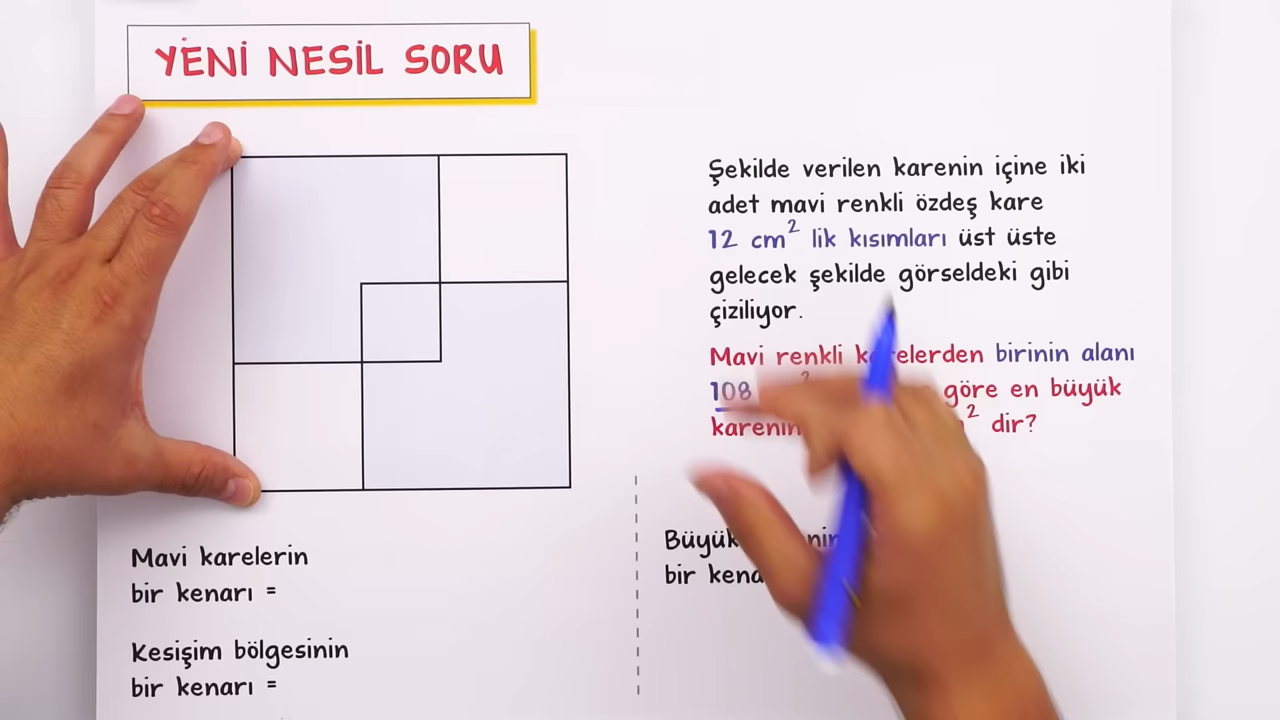 YENİ NESİL SORU
Şekilde verilen karenin içine iki
adet mavi renkli özdeş kare
12 cm² lik kısımları üst üste
gelecek şekilde görseldeki gibi
çiziliyor.
Mavi renkli karelerden birinin alanı
108 göre en büyük
karenin dir?
Mavi karelerin
bir kenarı =
Kesişim bölgesinin
bir kenarı =
Büyük
bir